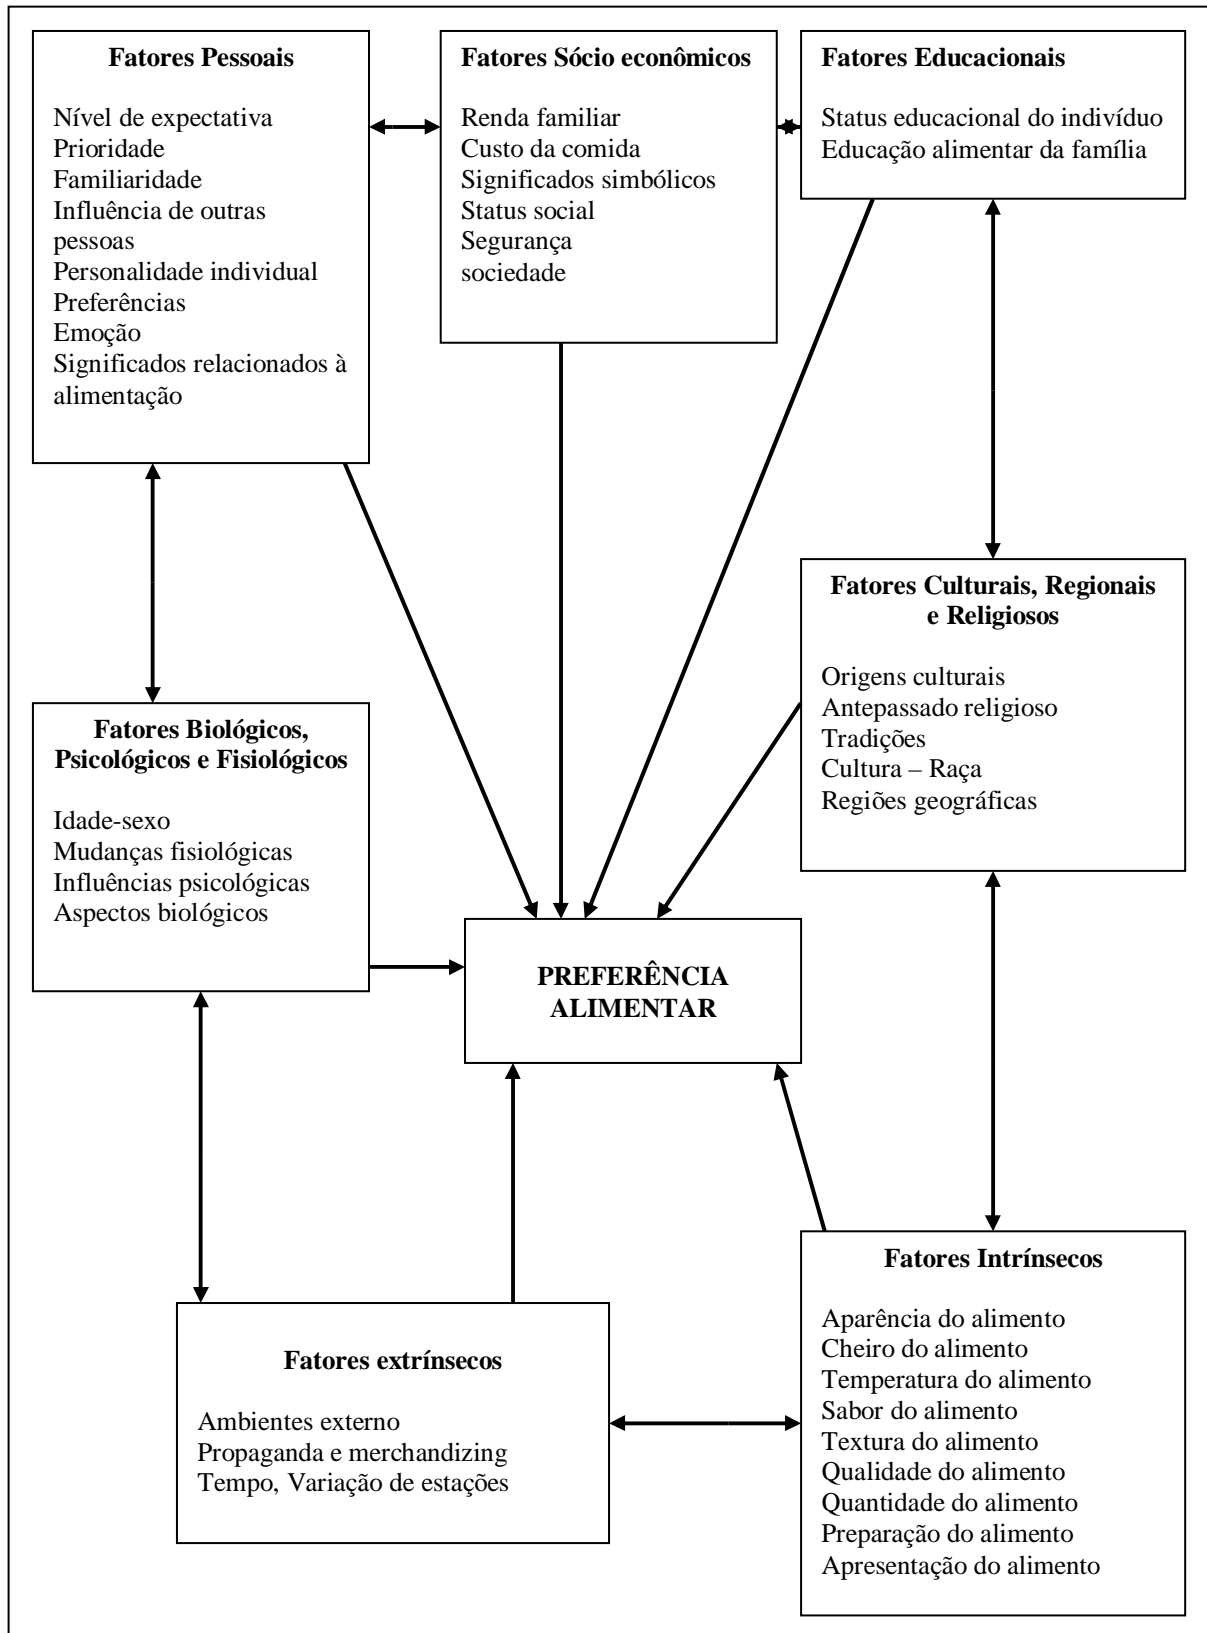 Fatores Pessoais
Nível de expectativa
Prioridade
Familiaridade
Influência de outras
pessoas
Personalidade individual
Preferências
Emoção
Significados relacionados à
alimentação
Fatores Sócio econômicos
Renda familiar
Custo da comida
Significados simbólicos
Status social
Segurança
sociedade
Fatores Educacionais
Status educacional do indivíduo
Educação alimentar da família
Fatores Culturais, Regionais
e Religiosos
Origens culturais
Antepassado religioso
Tradições
Cultura – Raça
Regiões geográficas
Fatores Biológicos,
Psicológicos e Fisiológicos
Idade-sexo
Mudanças fisiológicas
Influências psicológicas
Aspectos biológicos
PREFERÊNCIA
ALIMENTAR
Fatores extrínsecos
Ambientes externo
Propaganda e merchandizing
Tempo, Variação de estações
Fatores Intrínsecos
Aparência do alimento
Cheiro do alimento
Temperatura do alimento
Sabor do alimento
Textura do alimento
Qualidade do alimento
Quantidade do alimento
Preparação do alimento
Apresentação do alimento